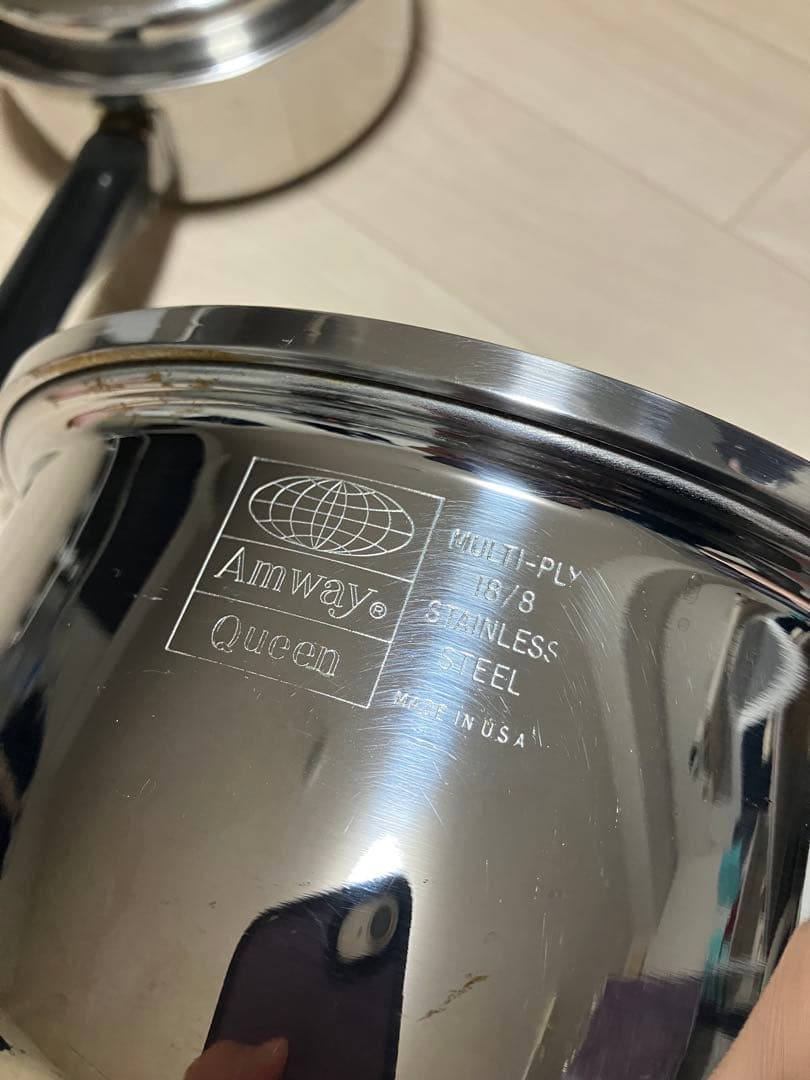 Amway®
Queen
MULTI-PLY
18/8
STAINLESS
STEEL
MADE IN U.S.A.